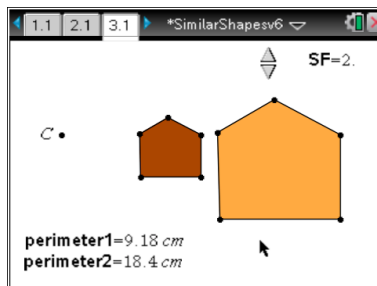 1.1 2.1 3.1 *SimilarShapesv6
SF=2.
C
perimeter1=9.18 cm
perimeter2=18.4 cm